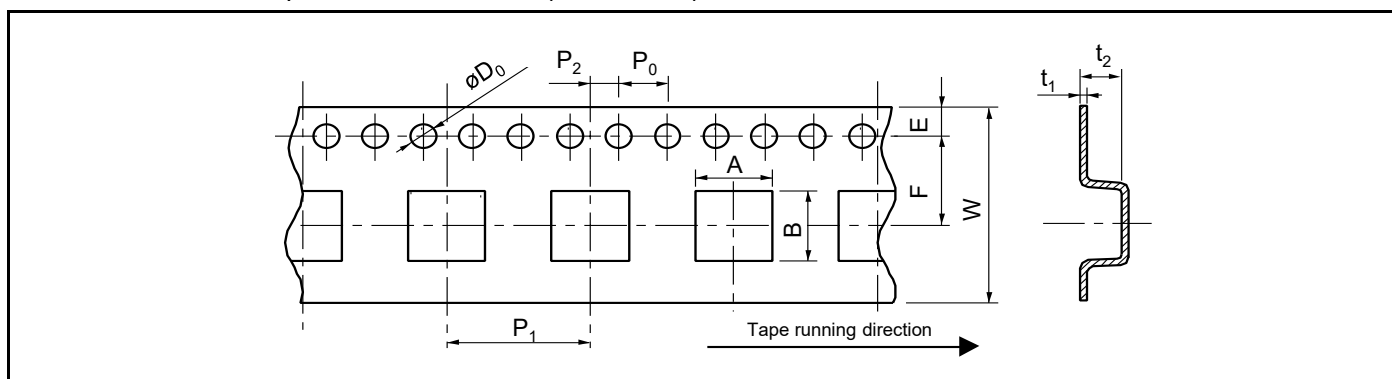 øD₀
P₂
P₀
t₁
t₂
E
A
F
W
B
P₁
Tape running direction